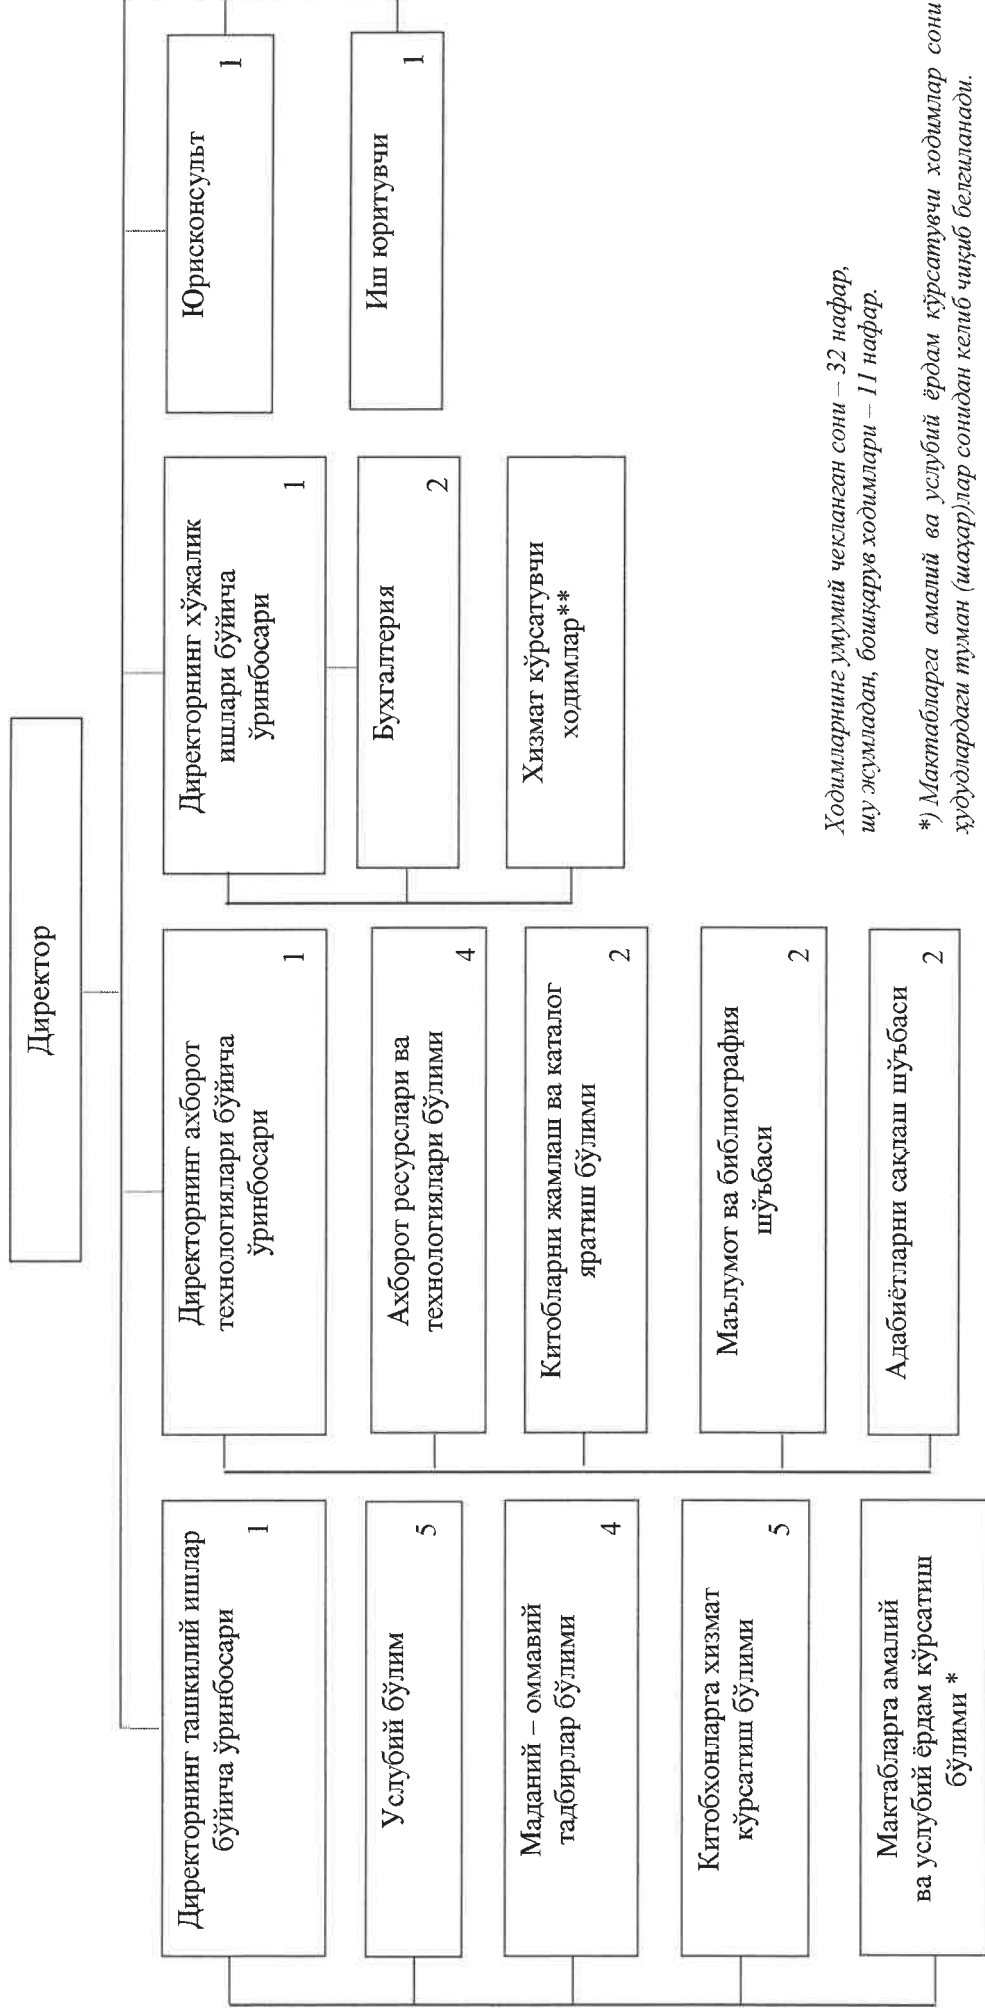 Директор
Директорнинг ташкилий ишлар
бўйича ўринбосари
1
Услубий бўлим
5
Маданий – оммавий
тадбирлар бўлими
4
Китобхонларга хизмат
кўрсатиш бўлими
5
Мактабларга амалий
ва услубий ёрдам кўрсатиш
бўлими *
Директорнинг ахборот
технологиялари бўйича
ўринбосари
1
Ахборот ресурслари ва
технологиялари бўлими
4
Китобларни жамлаш ва каталог
яратиш бўлими
2
Маълумот ва библиография
шўъбаси
2
Адабиётларни сақлаш шўъбаси
2
Директорнинг хўжалик
ишлари бўйича
ўринбосари
1
Бухгалтерия
2
Хизмат кўрсатувчи
ходимлар**
Юрисконсульт
1
Иш юритувчи
1
Ходимларнинг умумий чекланган сони – 32 нафар,
шу жумладан, бошқарув ходимлари – 11 нафар.
*) Мактабларга амалий ва услубий ёрдам кўрсатувчи ходимлар сони
ҳудудлардаги туман (шаҳар)лар сонидан келиб чиқиб белгиланади.